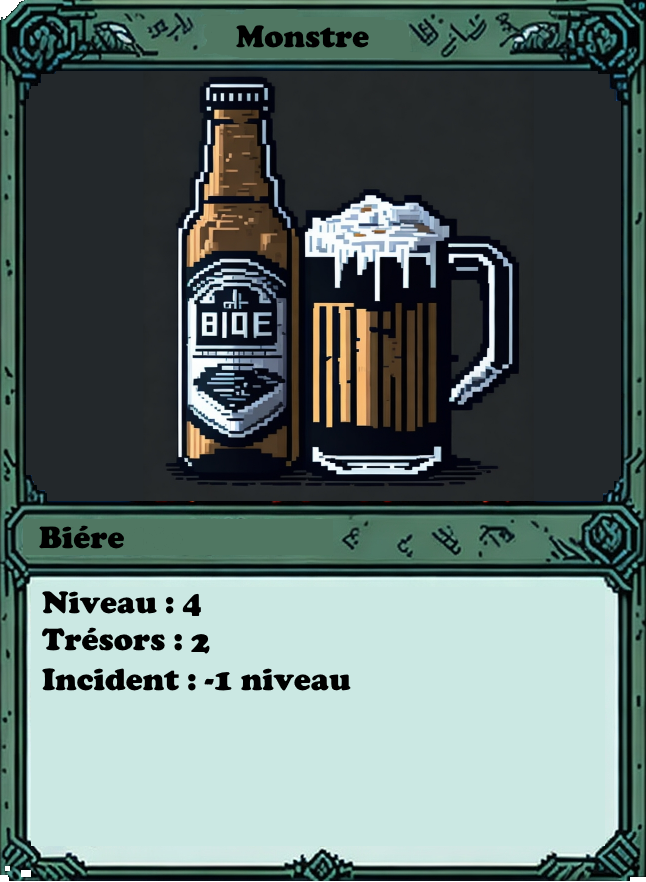 Monstre
BIQE
Biére
Niveau : 4
Trésors : 2
Incident : -1 niveau